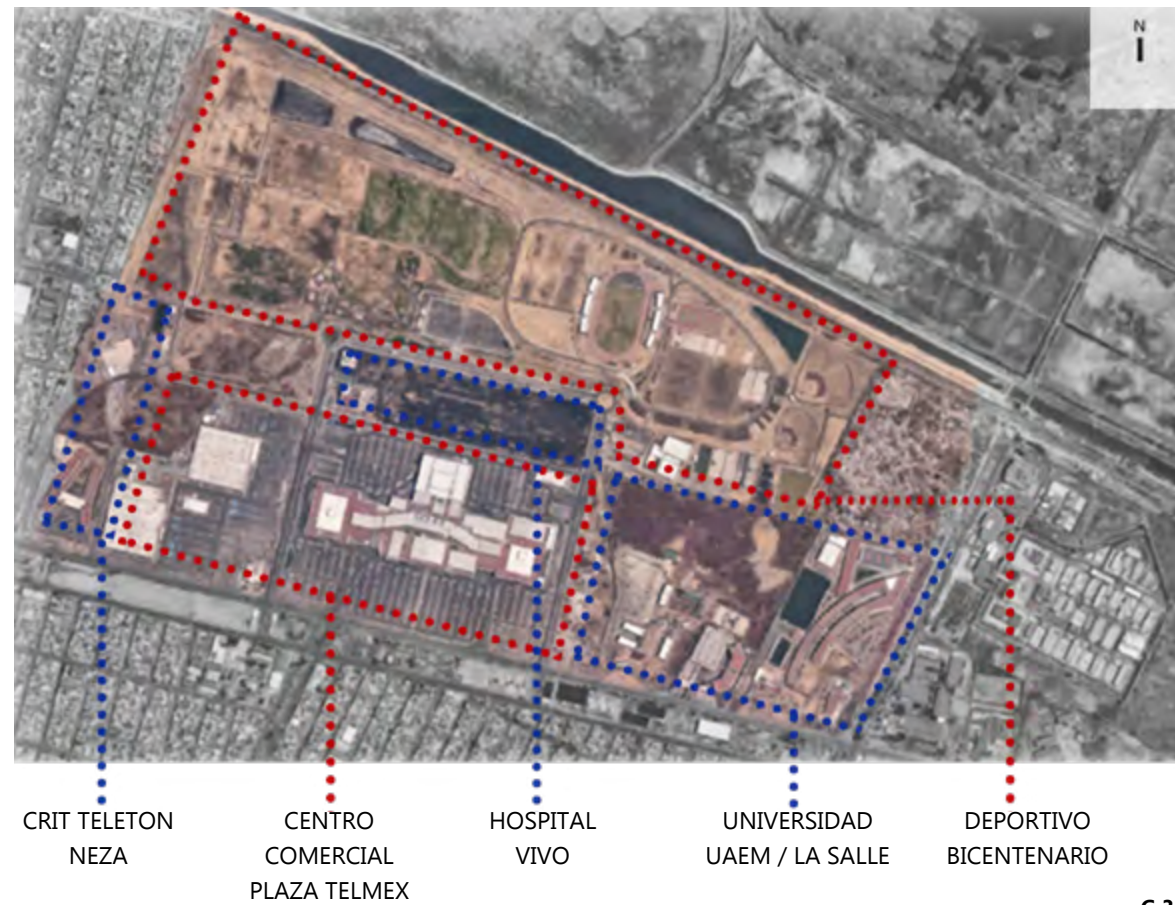 N
CRIT TELETON
NEZA
CENTRO
COMERCIAL
PLAZA TELMEX
HOSPITAL
VIVO
UNIVERSIDAD
UAEM / LA SALLE
DEPORTIVO
BICENTENARIO